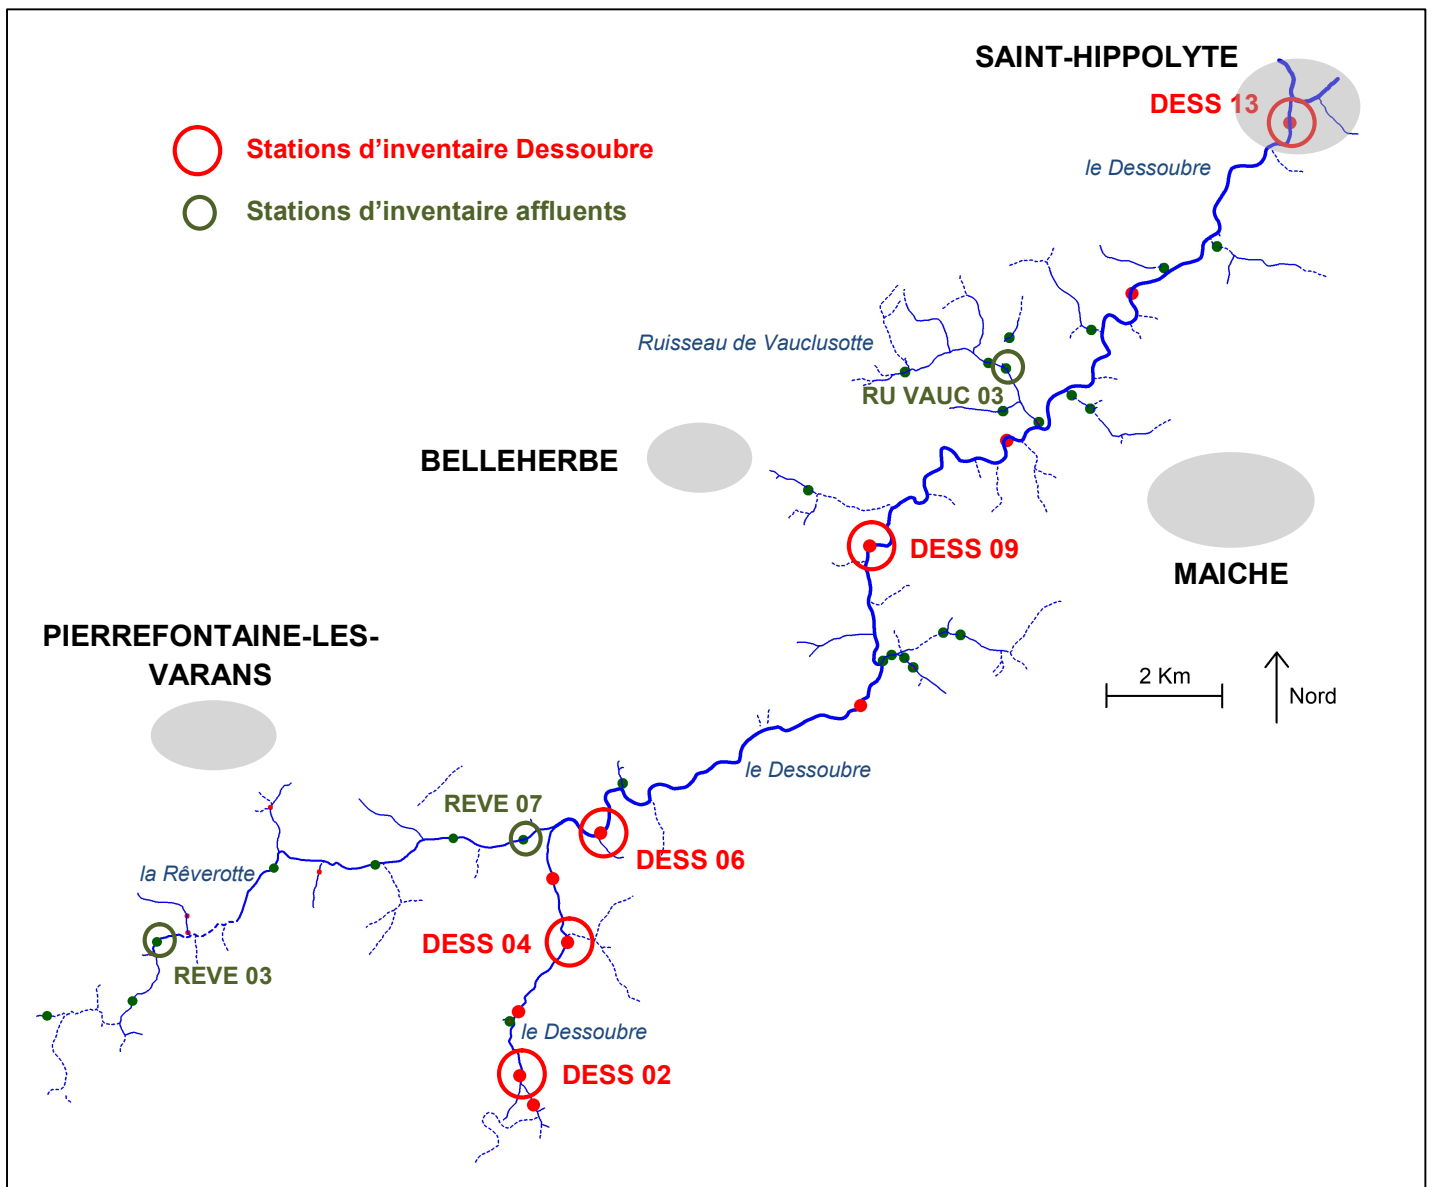 SAINT-HIPPOLYTE
DESS 13
Stations d’inventaire Dessoubre
le Dessoubre
Stations d’inventaire affluents
Ruisseau de Vauclusotte
RU VAUC 03
BELLEHERBE
DESS 09
MAICHE
PIERREFONTAINE-LES-
VARANS
2 Km
Nord
le Dessoubre
REVE 07
DESS 06
la Rêverotte
DESS 04
REVE 03
le Dessoubre
DESS 02